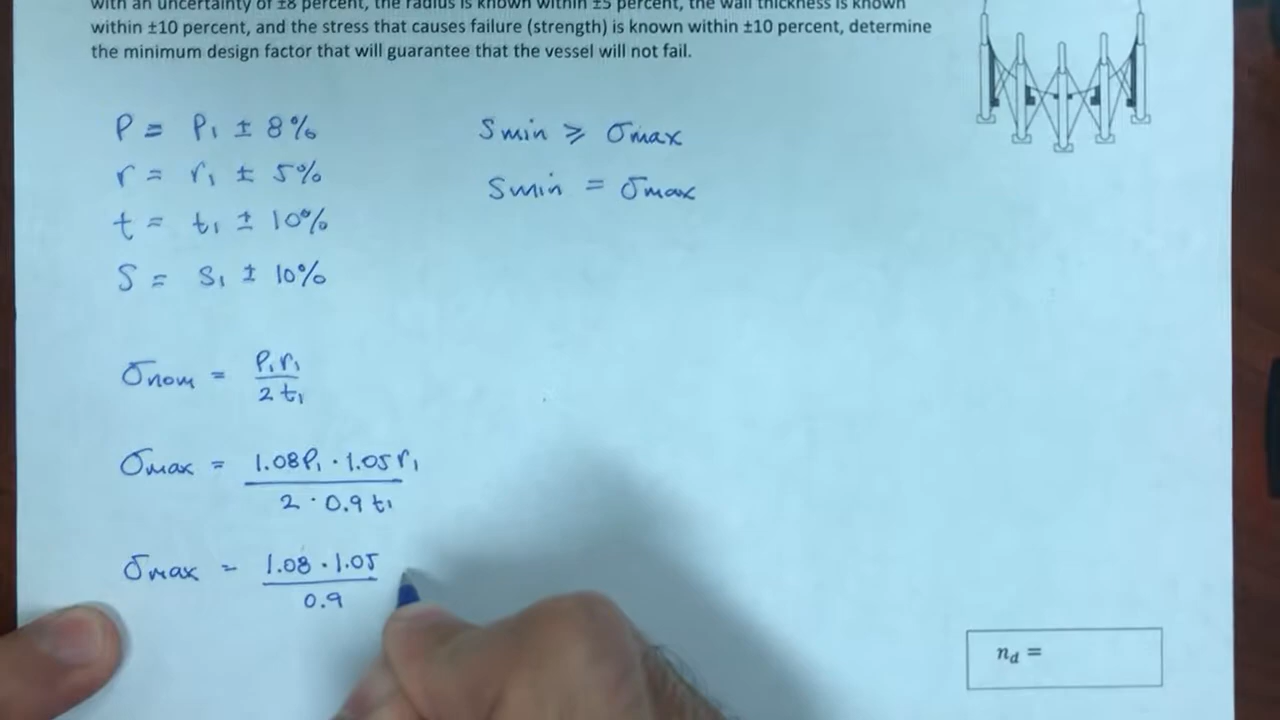 with an uncertainty of ±8 percent, the radius is known within ±5 percent, the wall thickness is known
within ±10 percent, and the stress that causes failure (strength) is known within ±10 percent, determine
the minimum design factor that will guarantee that the vessel will not fail.
P = P₁ ± 8%
r = r₁ ± 5%
t = t₁ ± 10%
S = S₁ ± 10%
Smin ⩾ σmax
Smin = σmax
σnom = P₁r₁ / 2t₁
σmax = 1.08P₁ · 1.05r₁ / 2 · 0.9t₁
σmax = 1.08 · 1.05 / 0.9
n_d =